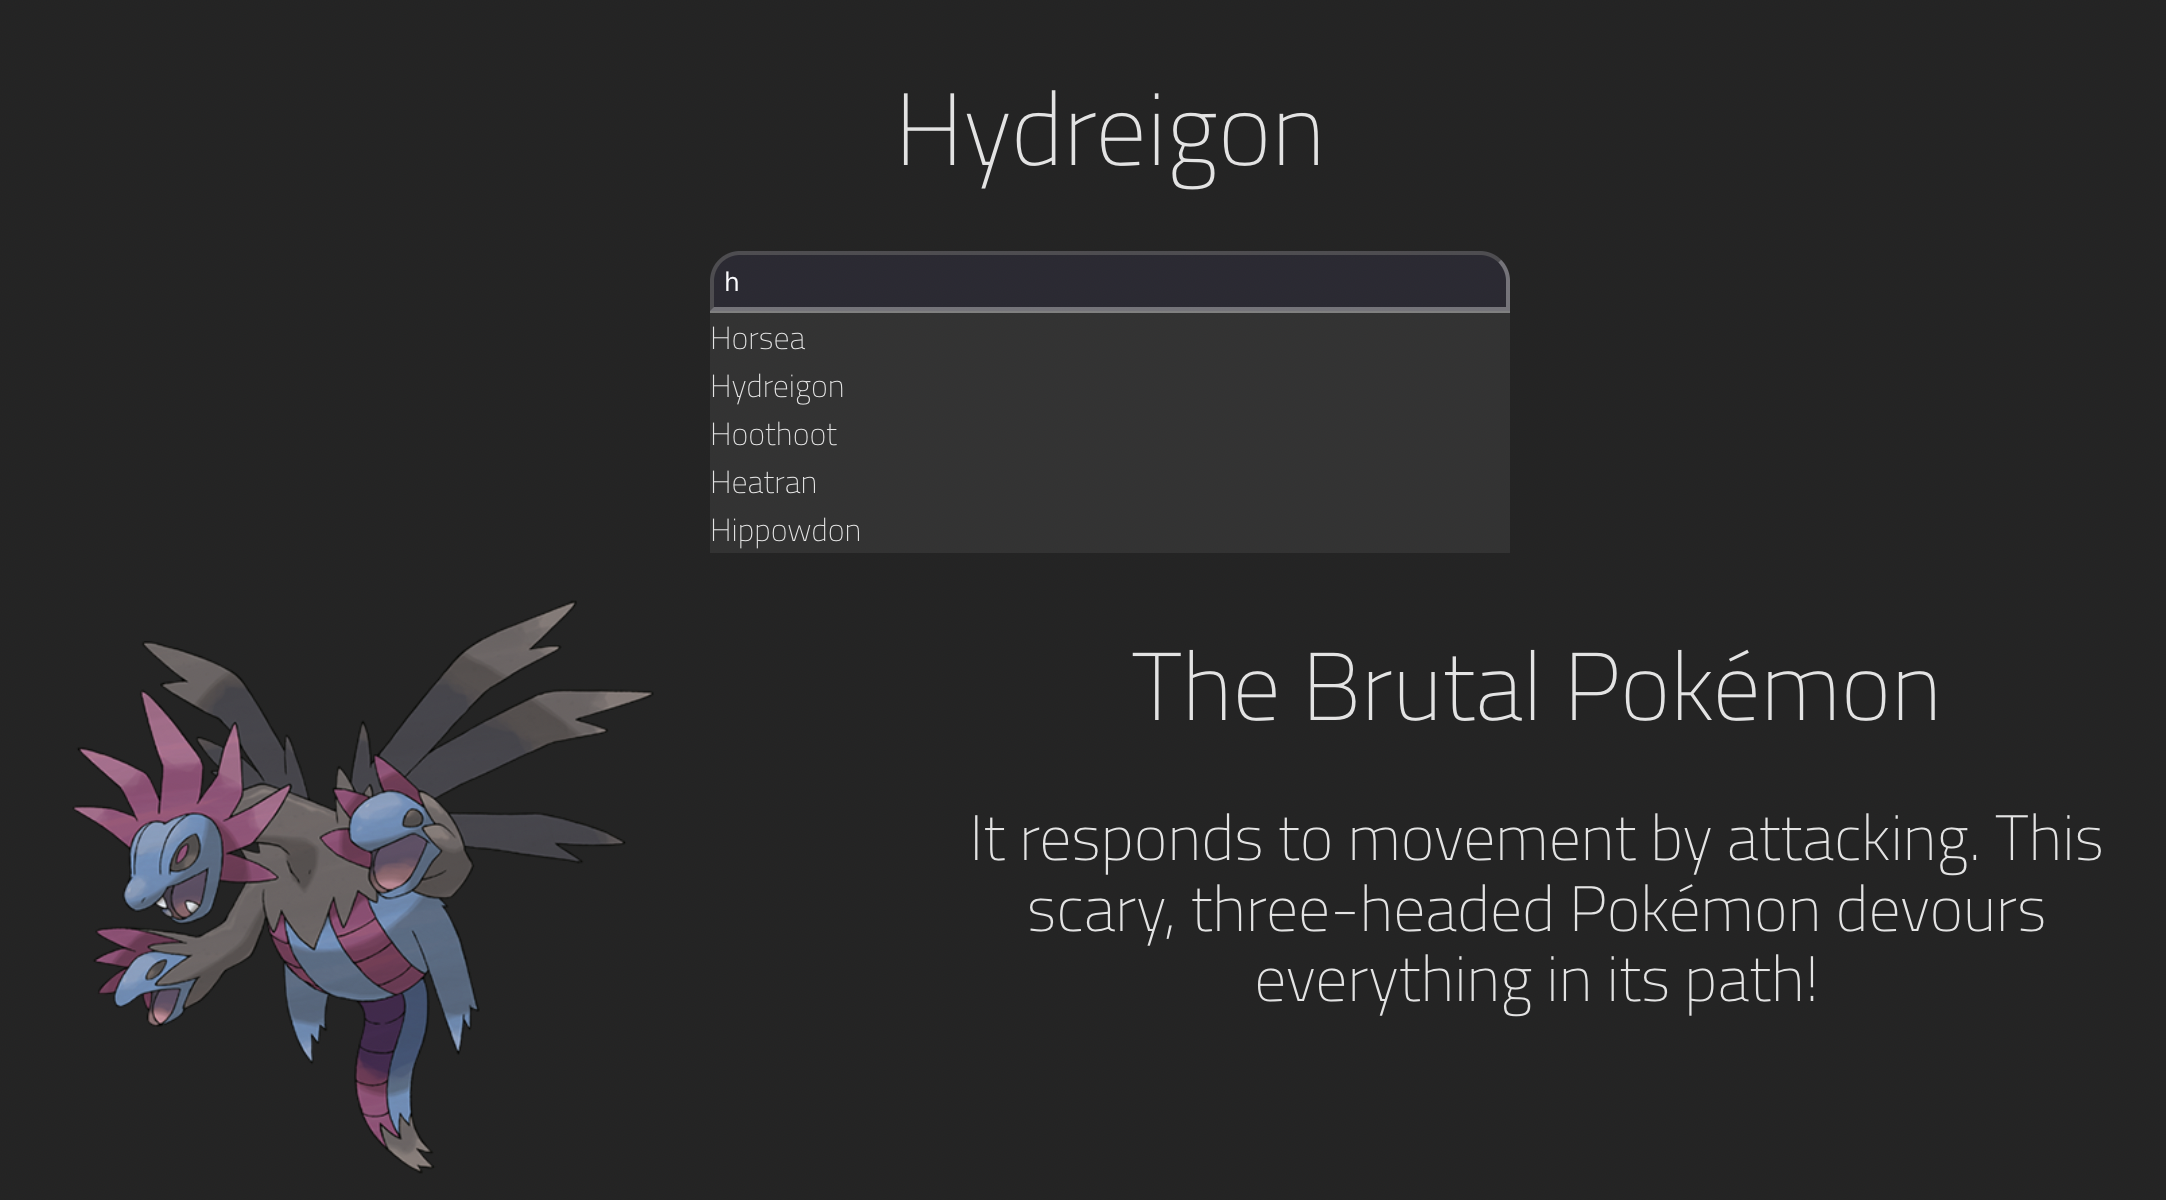 Hydreigon
h
Horsea
Hydreigon
Hoothoot
Heatran
Hippowdon
The Brutal Pokémon
It responds to movement by attacking. This
scary, three-headed Pokémon devours
everything in its path!